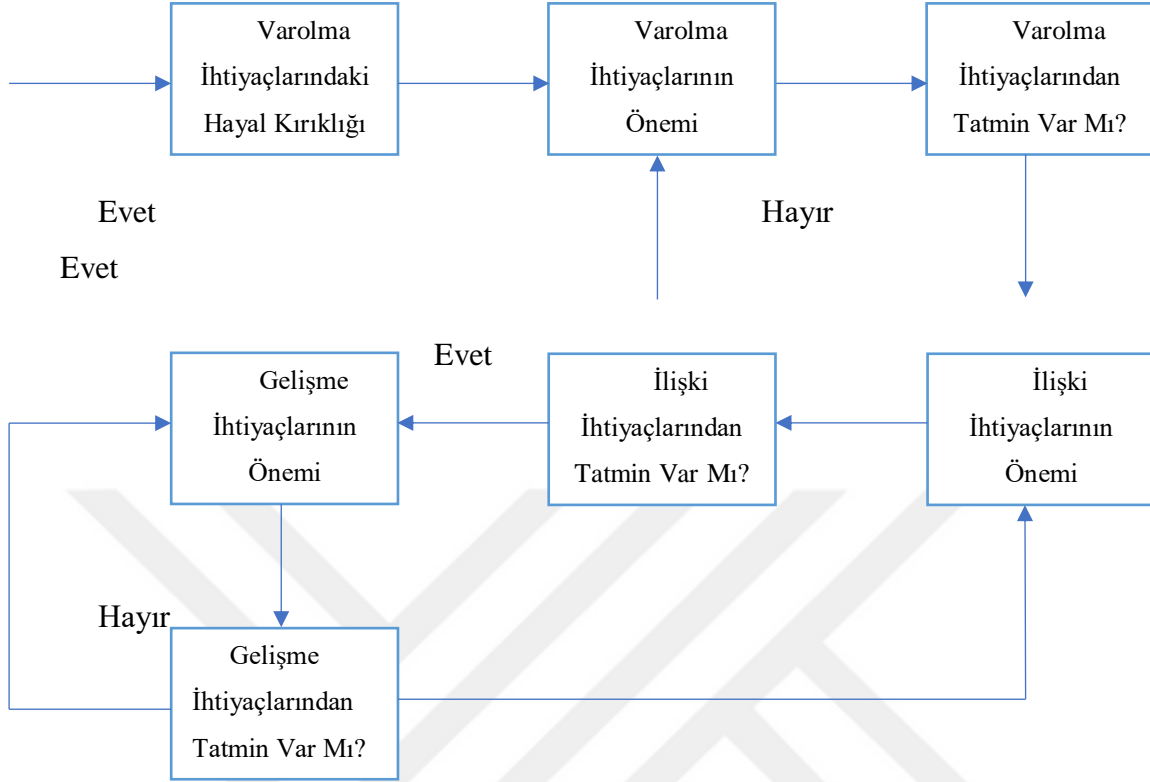 Varolma
İhtiyaçlarındaki
Hayal Kırıklığı
Varolma
İhtiyaçlarının
Önemi
Varolma
İhtiyaçlarından
Tatmin Var Mı?
Evet
Hayır
Evet
Gelişme
İhtiyaçlarının
Önemi
Evet
İlişki
İhtiyaçlarından
Tatmin Var Mı?
İlişki
İhtiyaçlarının
Önemi
Hayır
Gelişme
İhtiyaçlarından
Tatmin Var Mı?